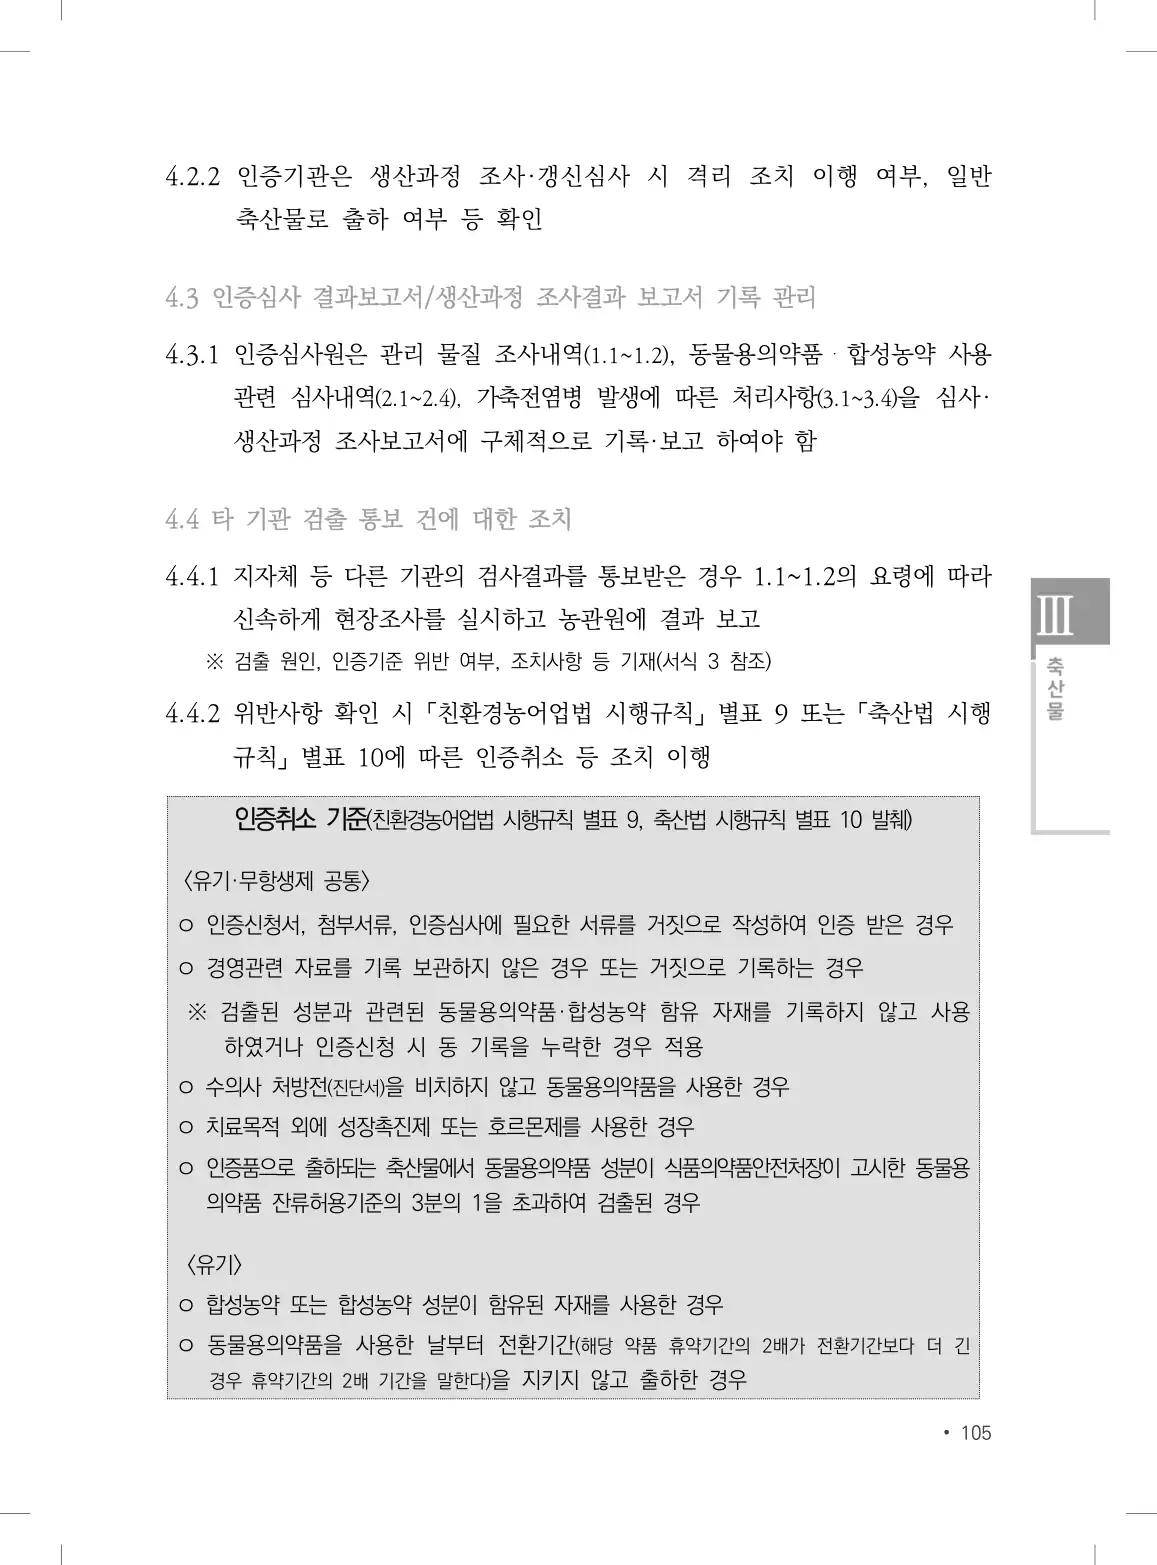 4.2.2 인증기관은 생산과정 조사·갱신심사 시 격리 조치 이행 여부, 일반
축산물로 출하 여부 등 확인
4.3 인증심사 결과보고서/생산과정 조사결과 보고서 기록 관리
4.3.1 인증심사원은 관리 물질 조사내역(1.1~1.2), 동물용의약품·합성농약 사용
관련 심사내역(2.1~2.4), 가축전염병 발생에 따른 처리사항(3.1~3.4)을 심사·
생산과정 조사보고서에 구체적으로 기록·보고 하여야 함
4.4 타 기관 검출 통보 건에 대한 조치
4.4.1 지자체 등 다른 기관의 검사결과를 통보받은 경우 1.1~1.2의 요령에 따라
신속하게 현장조사를 실시하고 농관원에 결과 보고
※ 검출 원인, 인증기준 위반 여부, 조치사항 등 기재(서식 3 참조)
4.4.2 위반사항 확인 시 「친환경농어업법 시행규칙」 별표 9 또는 「축산법 시행
규칙」 별표 10에 따른 인증취소 등 조치 이행
인증취소 기준(친환경농어업법 시행규칙 별표 9, 축산법 시행규칙 별표 10 발췌)
〈유기·무항생제 공통〉
ㅇ 인증신청서, 첨부서류, 인증심사에 필요한 서류를 거짓으로 작성하여 인증 받은 경우
ㅇ 경영관련 자료를 기록 보관하지 않은 경우 또는 거짓으로 기록하는 경우
※ 검출된 성분과 관련된 동물용의약품·합성농약 함유 자재를 기록하지 않고 사용
하였거나 인증신청 시 동 기록을 누락한 경우 적용
ㅇ 수의사 처방전(진단서)을 비치하지 않고 동물용의약품을 사용한 경우
ㅇ 치료목적 외에 성장촉진제 또는 호르몬제를 사용한 경우
ㅇ 인증품으로 출하되는 축산물에서 동물용의약품 성분이 식품의약품안전처장이 고시한 동물용
의약품 잔류허용기준의 3분의 1을 초과하여 검출된 경우
〈유기〉
ㅇ 합성농약 또는 합성농약 성분이 함유된 자재를 사용한 경우
ㅇ 동물용의약품을 사용한 날부터 전환기간(해당 약품 휴약기간의 2배가 전환기간보다 더 긴
경우 휴약기간의 2배 기간을 말한다)을 지키지 않고 출하한 경우
Ⅲ
축산물
• 105